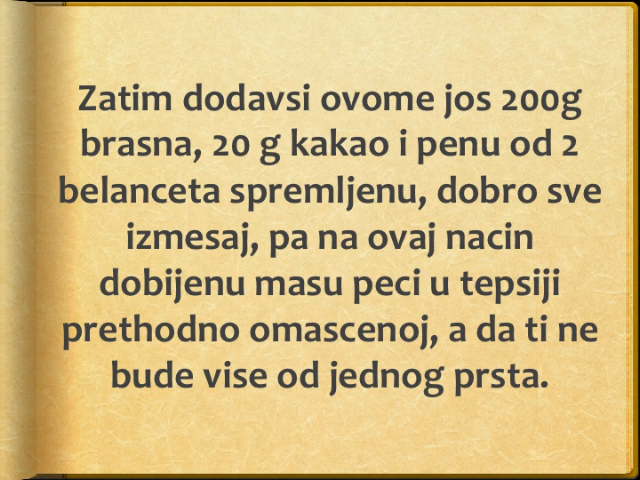 Zatim dodavsi ovome jos 200g
brasna, 20 g kakao i penu od 2
belanceta spremljenu, dobro sve
izmesaj, pa na ovaj nacin
dobijenu masu peci u tepsiji
prethodno omascenoj, a da ti ne
bude vise od jednog prsta.